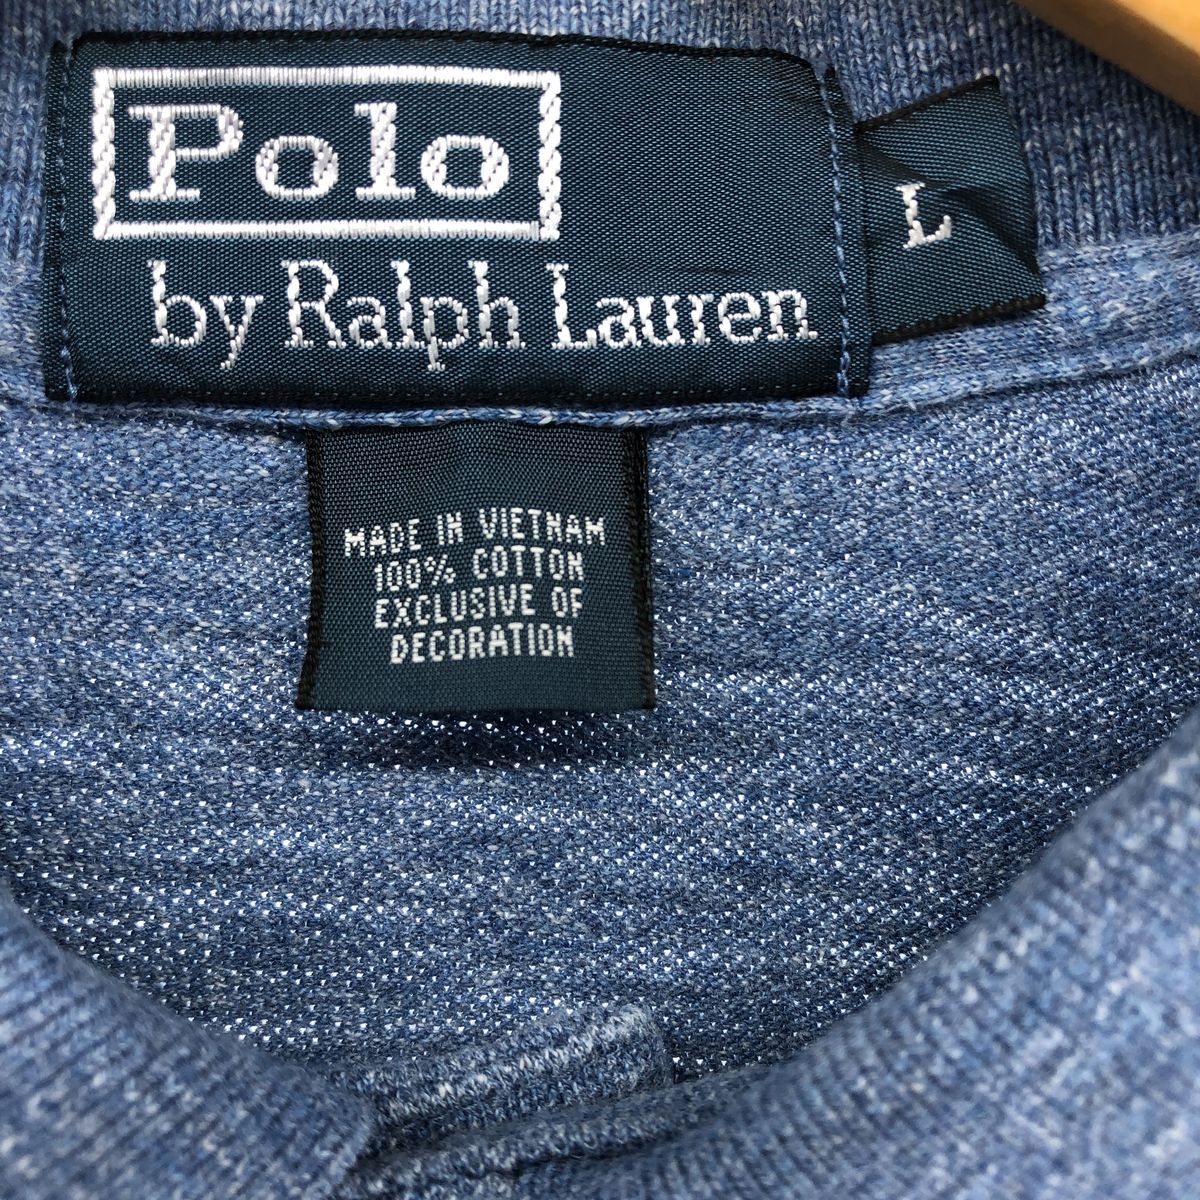 Polo
by Ralph Lauren
L
MADE IN VIETNAM
100% COTTON
EXCLUSIVE OF
DECORATION